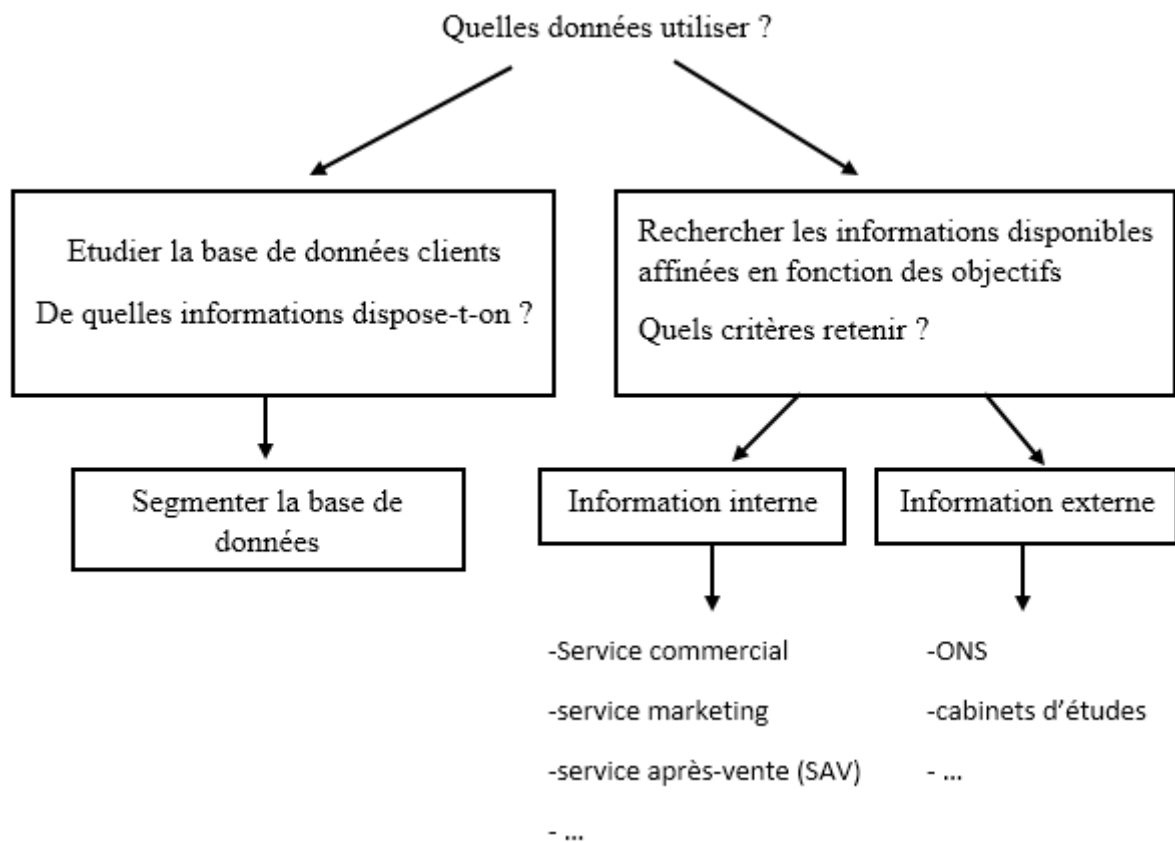 Quelles données utiliser ?
Etudier la base de données clients
De quelles informations dispose-t-on ?
Rechercher les informations disponibles
affinées en fonction des objectifs
Quels critères retenir ?
Segmenter la base de
données
Information interne
Information externe
-Service commercial
-service marketing
-service après-vente (SAV)
- ...
-ONS
-cabinets d'études
- ...